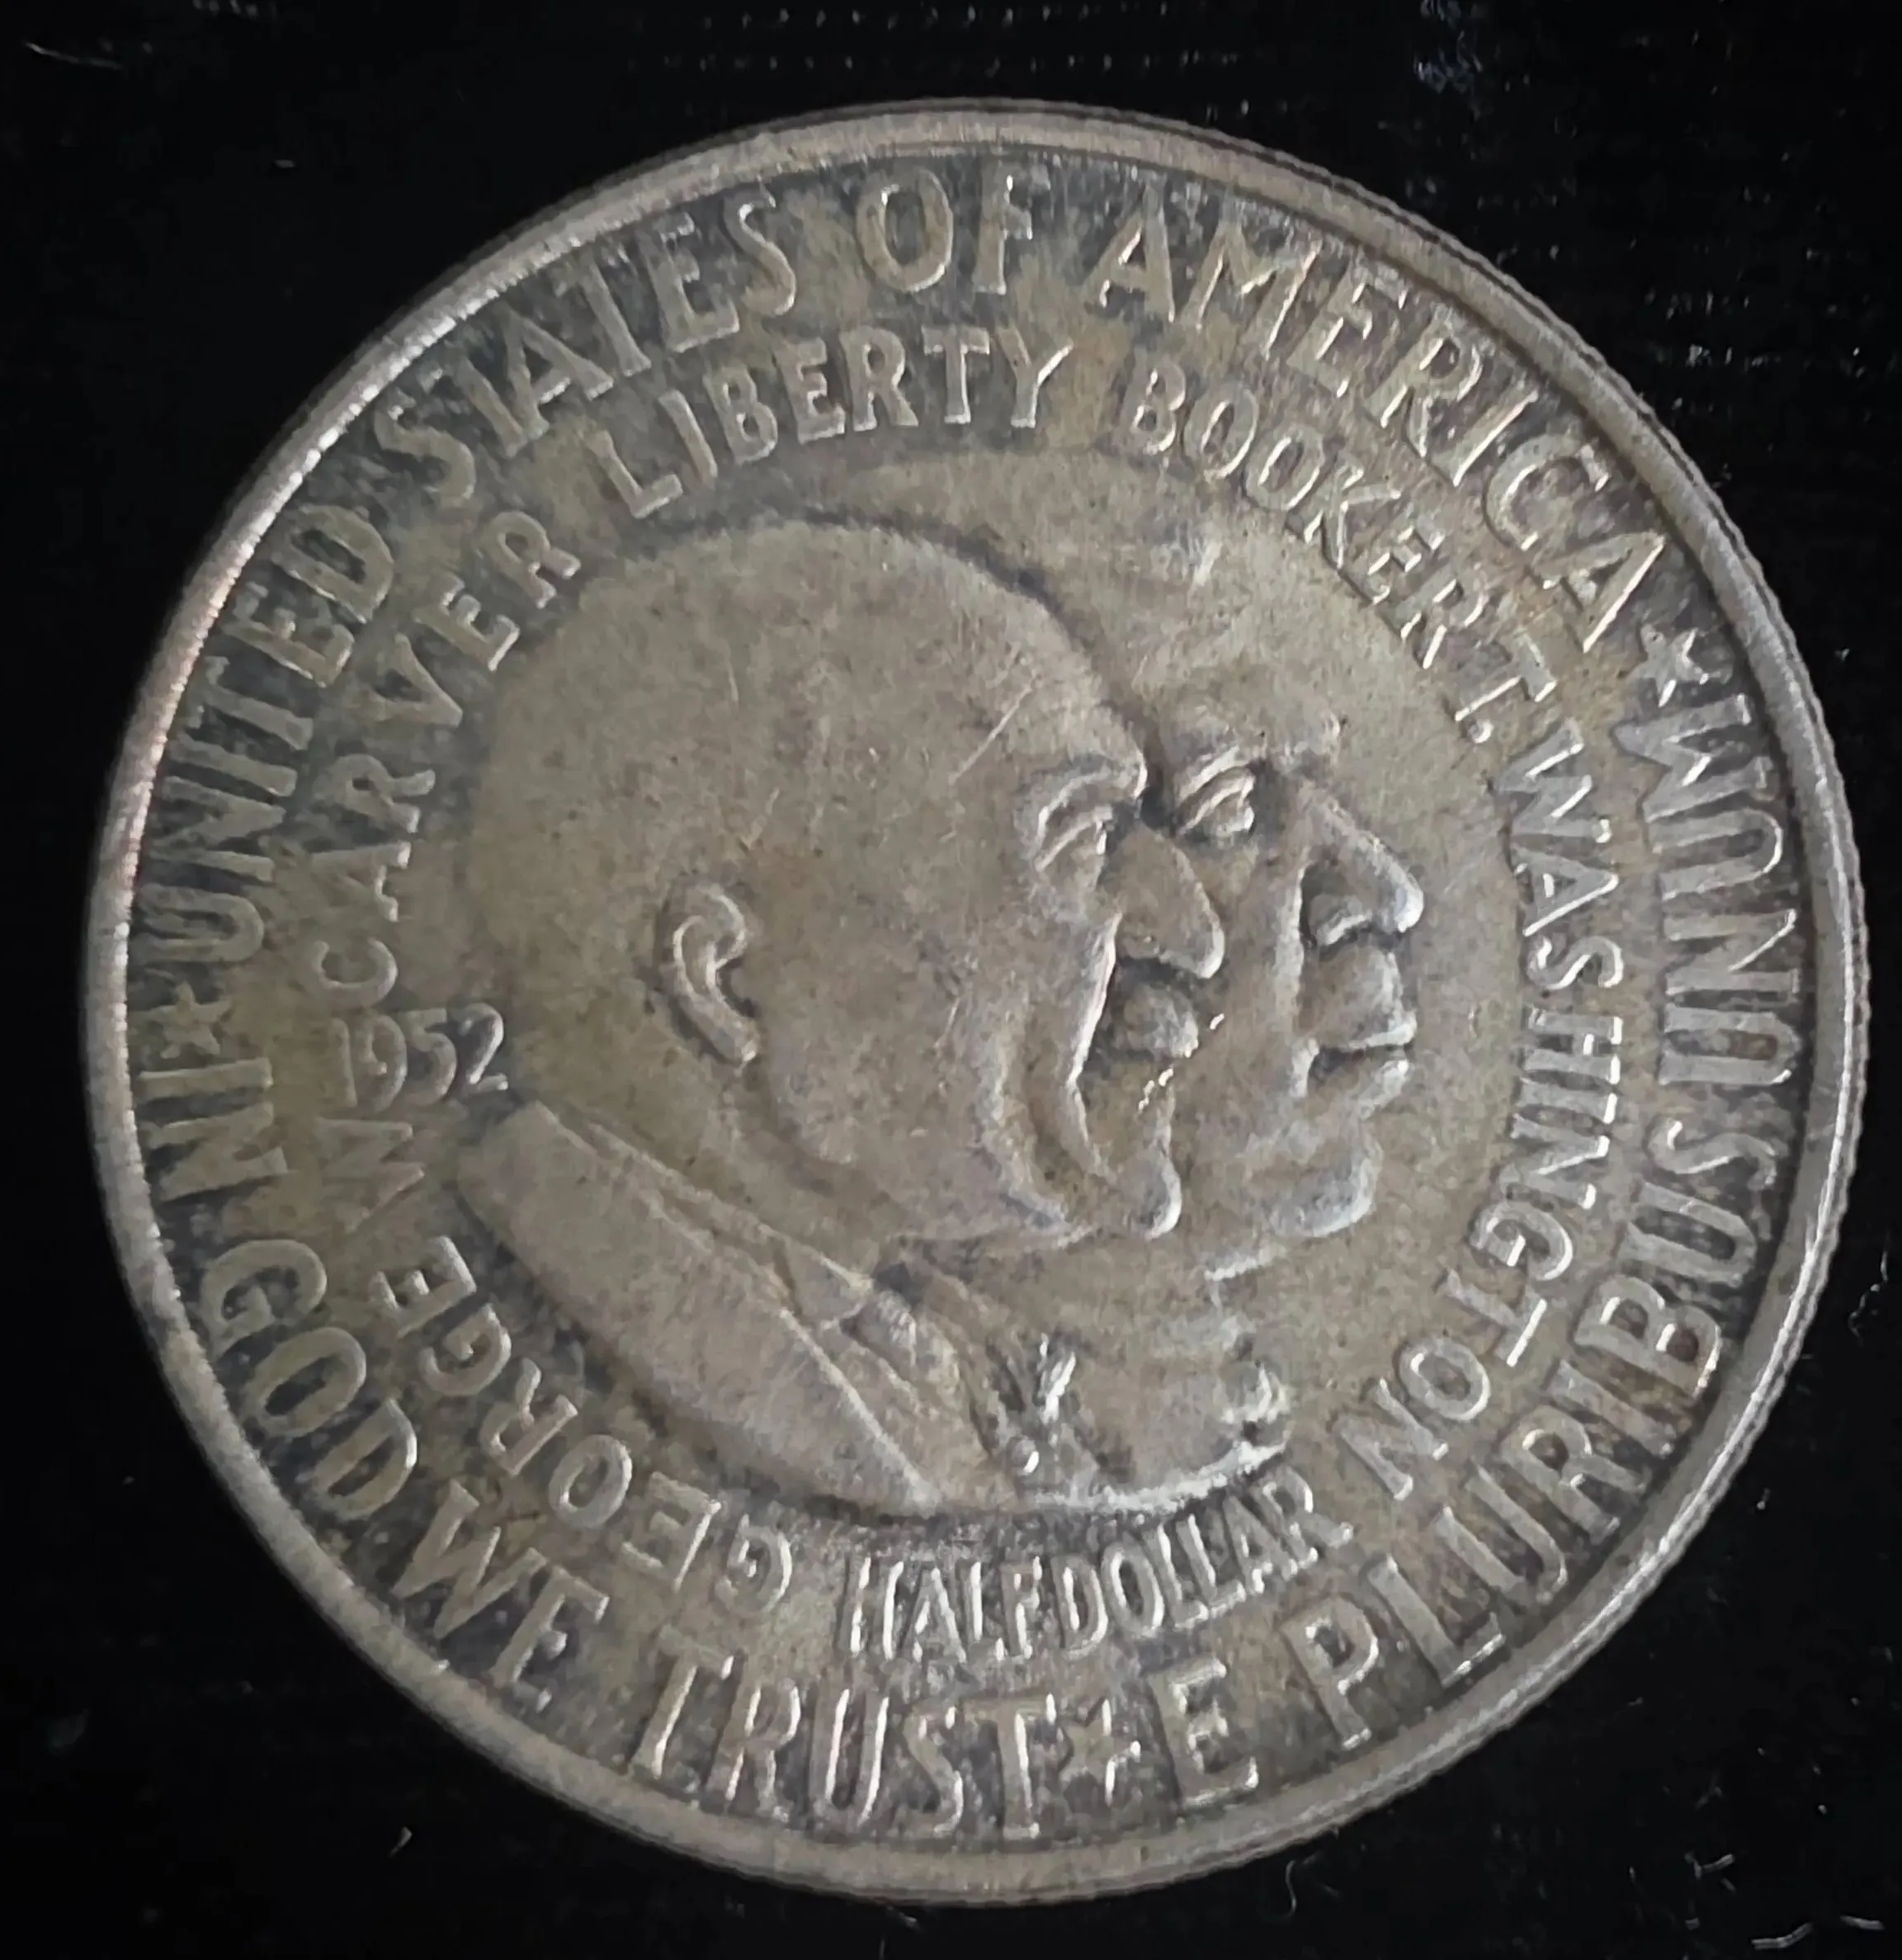 ★ UNITED STATES OF AMERICA ★
E PLURIBUS UNUM
★ IN GOD WE TRUST
GEORGE W CARVER
LIBERTY
BOOKER T. WASHINGTON
1952
HALF DOLLAR